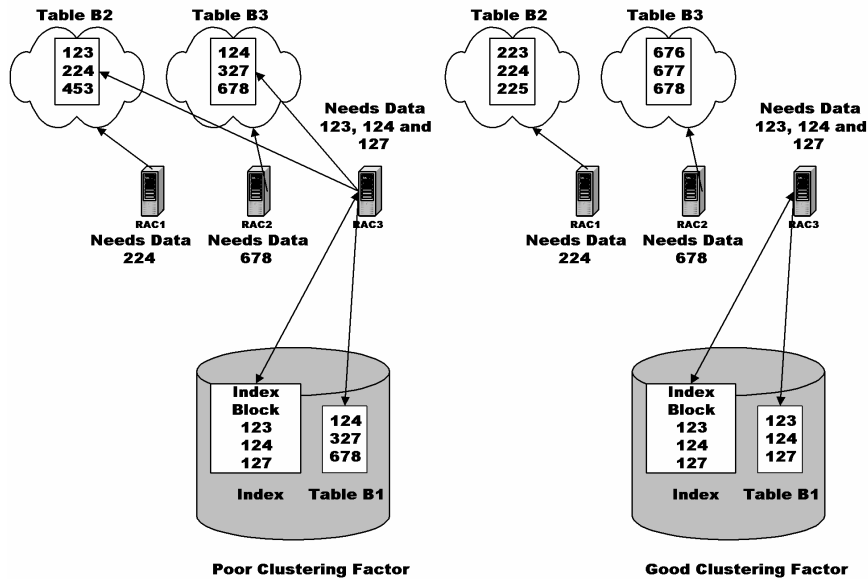 Table B2
Table B3
123
224
453
124
327
678
Needs Data
123, 124 and
127
RAC1
RAC2
RAC3
Needs Data
224
Needs Data
678
Index
Block
123
124
127
124
327
678
Index
Table B1
Poor Clustering Factor
Table B2
Table B3
223
224
225
676
677
678
Needs Data
123, 124 and
127
RAC1
RAC2
RAC3
Needs Data
224
Needs Data
678
Index
Block
123
124
127
123
124
127
Index
Table B1
Good Clustering Factor